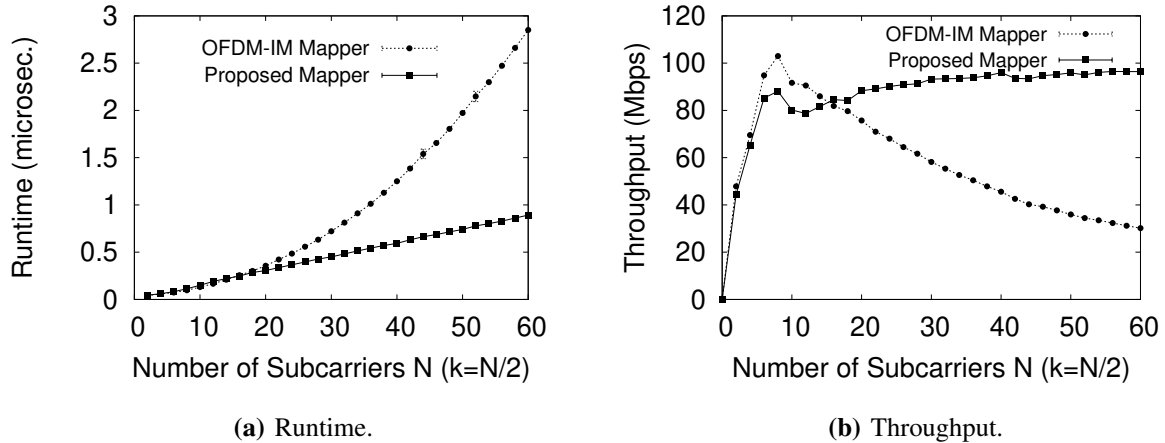 OFDM-IM Mapper
Proposed Mapper
Runtime (microsec.)
3
2.5
2
1.5
1
0.5
0
0 10 20 30 40 50 60
Number of Subcarriers N (k=N/2)
(a) Runtime.
OFDM-IM Mapper
Proposed Mapper
Throughput (Mbps)
120
100
80
60
40
20
0
0 10 20 30 40 50 60
Number of Subcarriers N (k=N/2)
(b) Throughput.